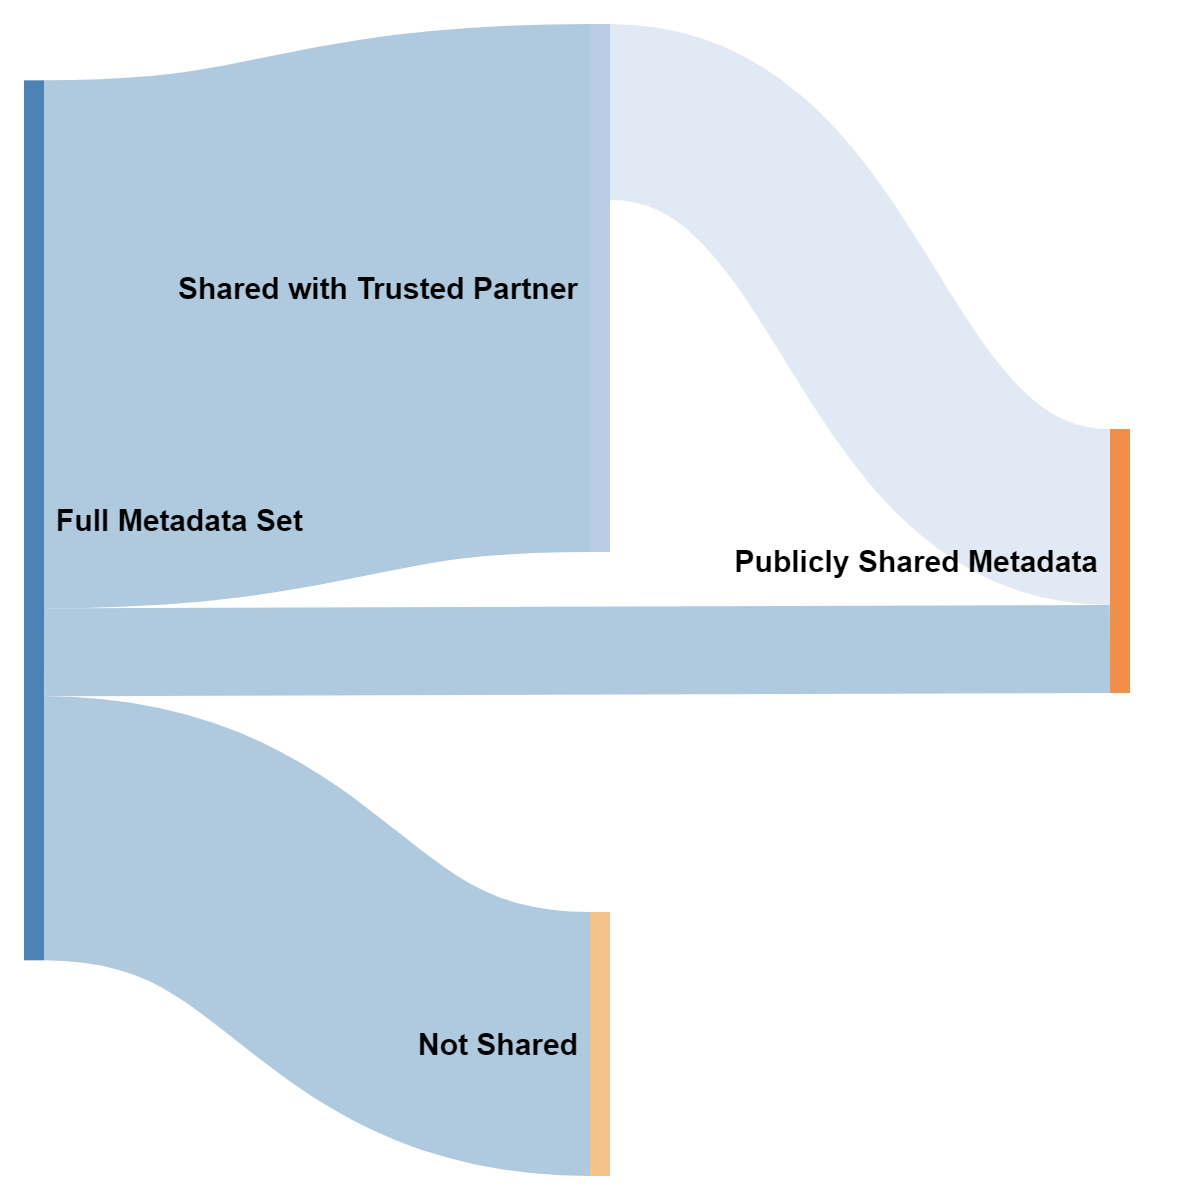 Shared with Trusted Partner
Full Metadata Set
Publicly Shared Metadata
Not Shared